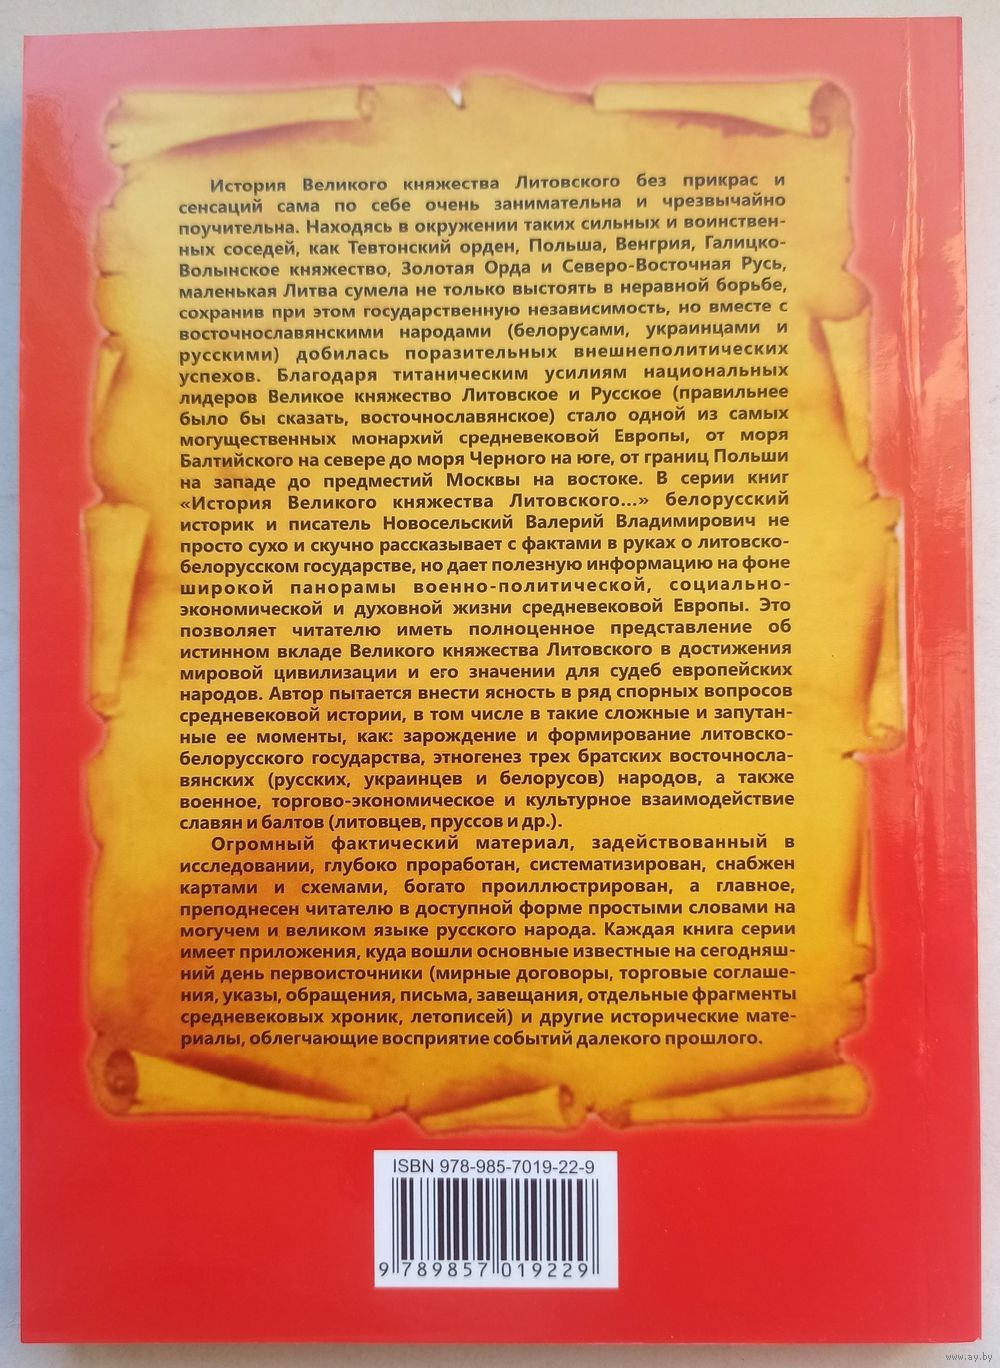 История Великого княжества Литовского без прикрас и
сенсаций сама по себе очень занимательна и чрезвычайно
поучительна. Находясь в окружении таких сильных и воинствен-
ных соседей, как Тевтонский орден, Польша, Венгрия, Галицко-
Волынское княжество, Золотая Орда и Северо-Восточная Русь,
маленькая Литва сумела не только выстоять в неравной борьбе,
сохранив при этом государственную независимость, но вместе с
восточнославянскими народами (белорусами, украинцами и
русскими) добилась поразительных внешнеполитических
успехов. Благодаря титаническим усилиям национальных
лидеров Великое княжество Литовское и Русское (правильнее
было бы сказать, восточнославянское) стало одной из самых
могущественных монархий средневековой Европы, от моря
Балтийского на севере до моря Черного на юге, от границ Польши
на западе до предместий Москвы на востоке. В серии книг
«История Великого княжества Литовского...» белорусский
историк и писатель Новосельский Валерий Владимирович не
просто сухо и скучно рассказывает с фактами в руках о литовско-
белорусском государстве, но дает полезную информацию на фоне
широкой панорамы военно-политической, социально-
экономической и духовной жизни средневековой Европы. Это
позволяет читателю иметь полноценное представление об
истинном вкладе Великого княжества Литовского в достижения
мировой цивилизации и его значении для судеб европейских
народов. Автор пытается внести ясность в ряд спорных вопросов
средневековой истории, в том числе в такие сложные и запутан-
ные ее моменты, как: зарождение и формирование литовско-
белорусского государства, этногенез трех братских восточносла-
вянских (русских, украинцев и белорусов) народов, а также
военное, торгово-экономическое и культурное взаимодействие
славян и балтов (литовцев, пруссов и др.).
Огромный фактический материал, задействованный в
исследовании, глубоко проработан, систематизирован, снабжен
картами и схемами, богато проиллюстрирован, а главное,
преподнесен читателю в доступной форме простыми словами на
могучем и великом языке русского народа. Каждая книга серии
имеет приложения, куда вошли основные известные на сегодняш-
ний день первоисточники (мирные договоры, торговые соглаше-
ния, указы, обращения, письма, завещания, отдельные фрагменты
средневековых хроник, летописей) и другие исторические мате-
риалы, облегчающие восприятие событий далекого прошлого.
ISBN 978-985-7019-22-9
9 789857 019229
www.ay.by